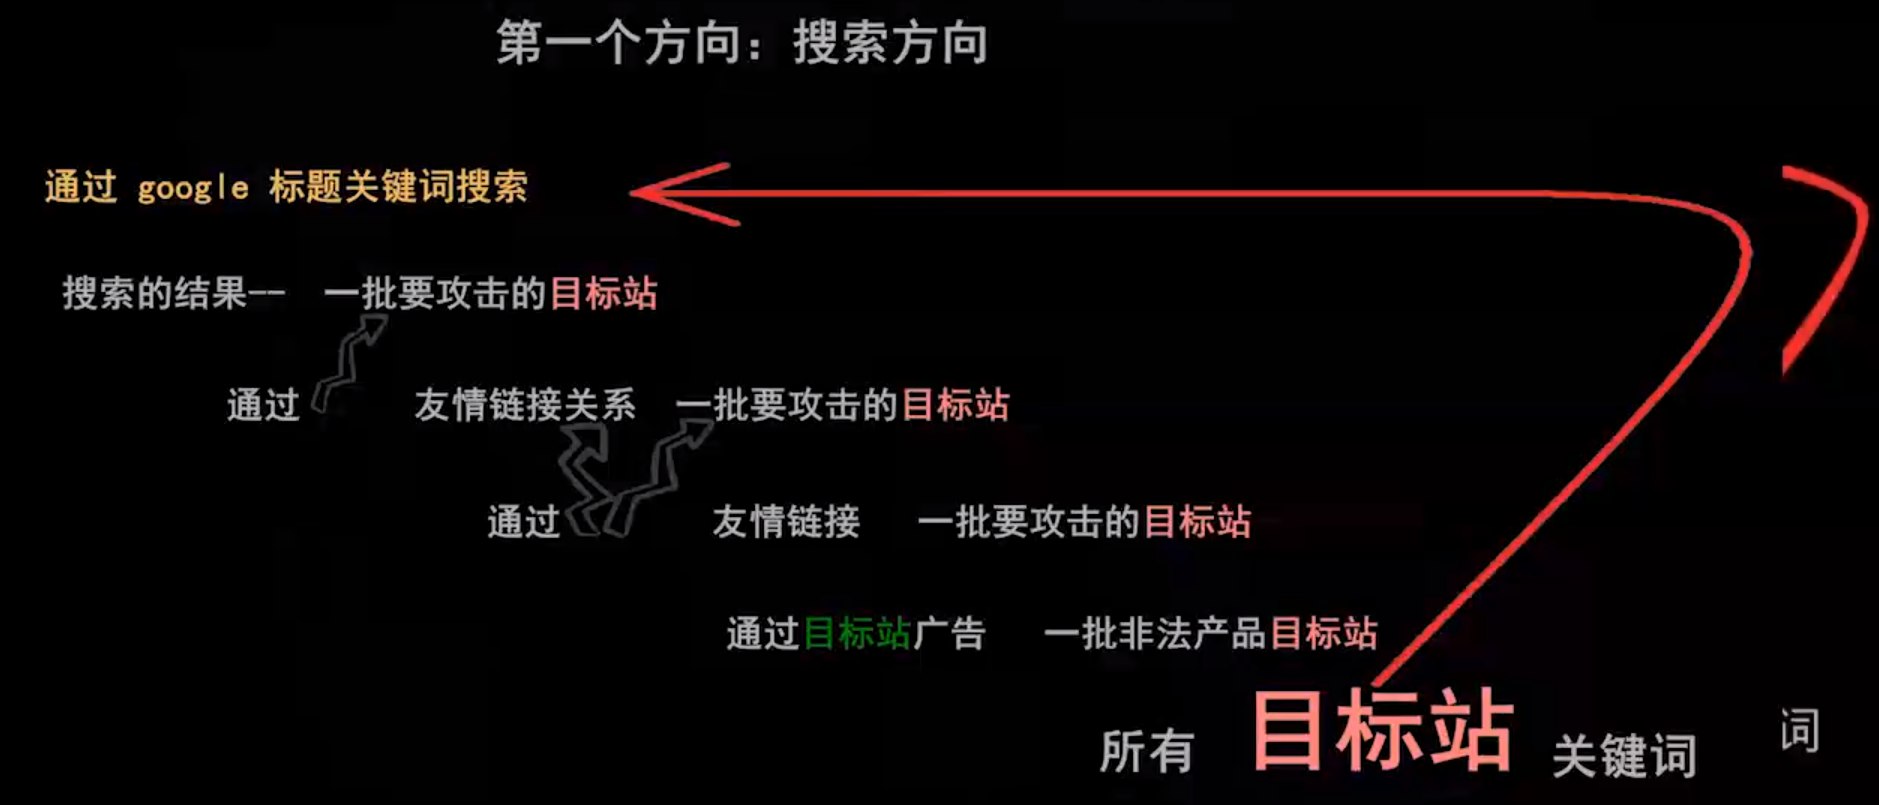 第一个方向：搜索方向
通过 google 标题关键词搜索
搜索的结果-- 一批要攻击的目标站
通过 友情链接关系 一批要攻击的目标站
通过 友情链接 一批要攻击的目标站
通过目标站广告 一批非法产品目标站
所有 目标站 关键词 词